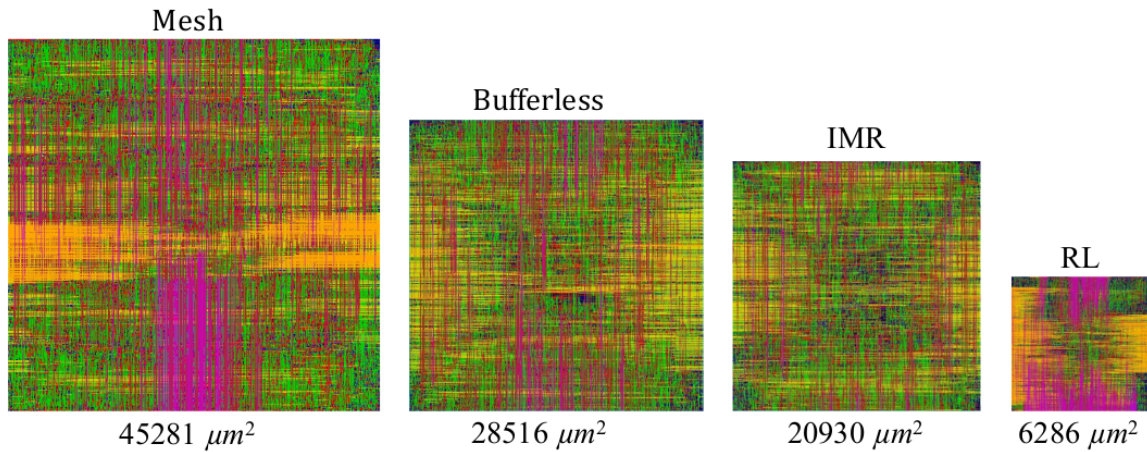 Mesh
Bufferless
IMR
RL
45281 μm²
28516 μm²
20930 μm²
6286 μm²